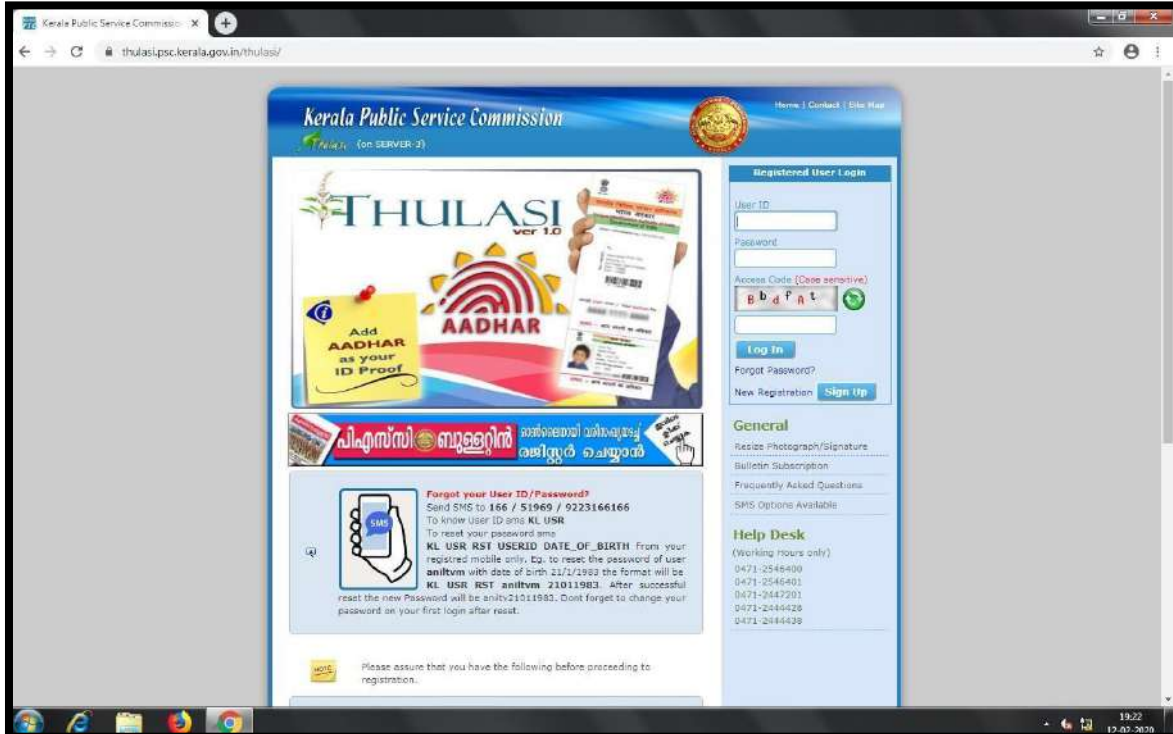 Kerala Public Service Commissio
thulasi.psc.kerala.gov.in/thulasi/
Kerala Public Service Commission
Thulasi (on SERVER-3)
Home | Contact | Site Map
THULASI
ver 1.0
AADHAR
Add
AADHAR
as your
ID Proof
പിഎസ്സി ബുള്ളറ്റിൻ
ഓൺലൈനായി വരിസംഖ്യയടച്ച്
രജിസ്റ്റർ ചെയ്യാൻ
SMS
Forgot your User ID/Password?
Send SMS to 166 / 51969 / 9223166166
To know User ID sms KL USR
To reset your password sms
KL USR RST USERID DATE_OF_BIRTH From your
registred mobile only. Eg. to reset the password of user
aniltvm with date of birth 21/1/1983 the format will be
KL USR RST aniltvm 21011983. After successful
reset the new Password will be anitv21011983. Dont forget to change your
password on your first login after reset.
NOTE
Please assure that you have the following before proceeding to
registration.
Registered User Login
User ID
Password
Access Code (Case sensitive)
B b d f A t
Log In
Forgot Password?
New Registration Sign Up
General
Resize Photograph/Signature
Bulletin Subscription
Frequently Asked Questions
SMS Options Available
Help Desk
(Working Hours only)
0471-2546400
0471-2546401
0471-2447201
0471-2444428
0471-2444438
19:22
12-02-2020